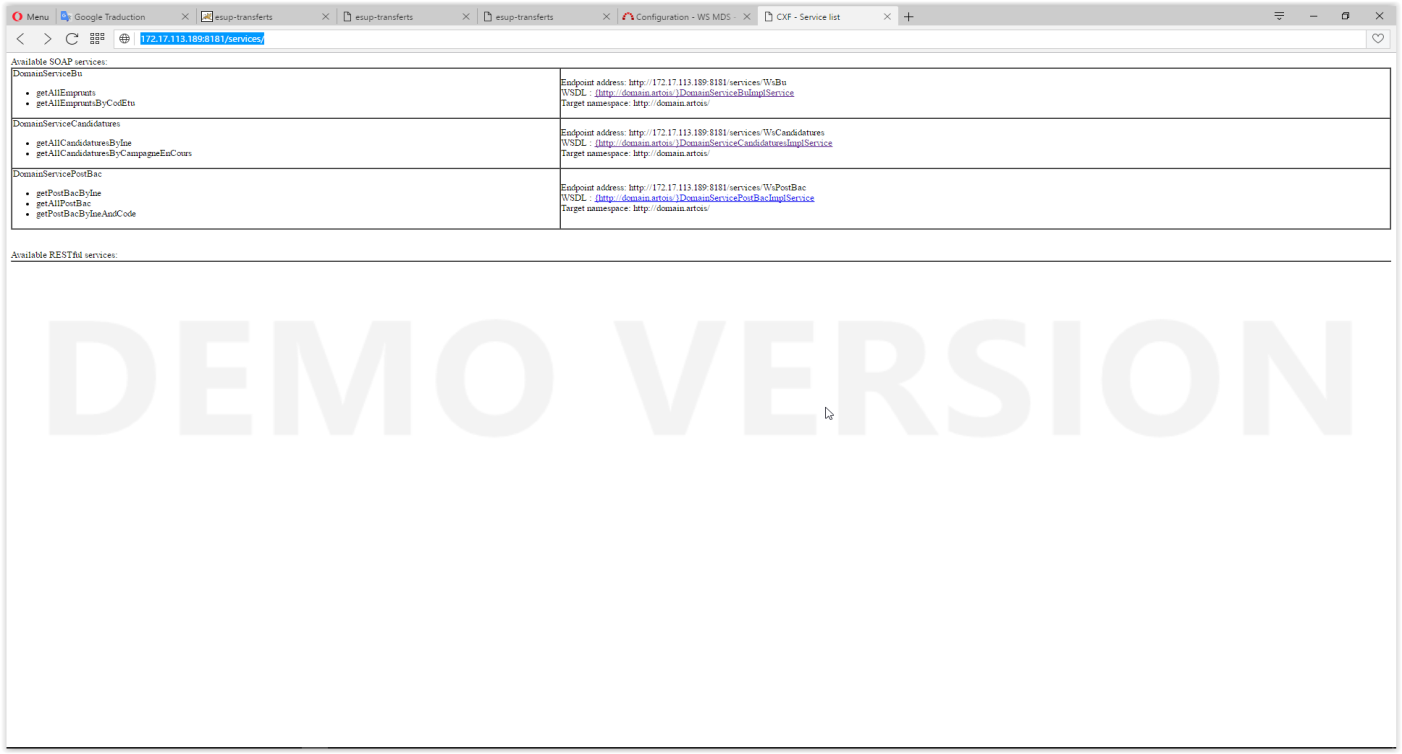 Menu
Google Traduction
esup-transferts
esup-transferts
esup-transferts
Configuration - WS MDS -
CXF - Service list
172.17.113.189:8181/services/
Available SOAP services:
DomainServiceBu
getAllEmprunts
getAllEmpruntsByCodEtu
Endpoint address: http://172.17.113.189:8181/services/WsBu
WSDL : {http://domain.artois/}DomainServiceBuImplService
Target namespace: http://domain.artois/
DomainServiceCandidatures
getAllCandidaturesByIne
getAllCandidaturesByCampagneEnCours
Endpoint address: http://172.17.113.189:8181/services/WsCandidatures
WSDL : {http://domain.artois/}DomainServiceCandidaturesImplService
Target namespace: http://domain.artois/
DomainServicePostBac
getPostBacByIne
getAllPostBac
getPostBacByIneAndCode
Endpoint address: http://172.17.113.189:8181/services/WsPostBac
WSDL : {http://domain.artois/}DomainServicePostBacImplService
Target namespace: http://domain.artois/
Available RESTful services:
DEMO VERSION